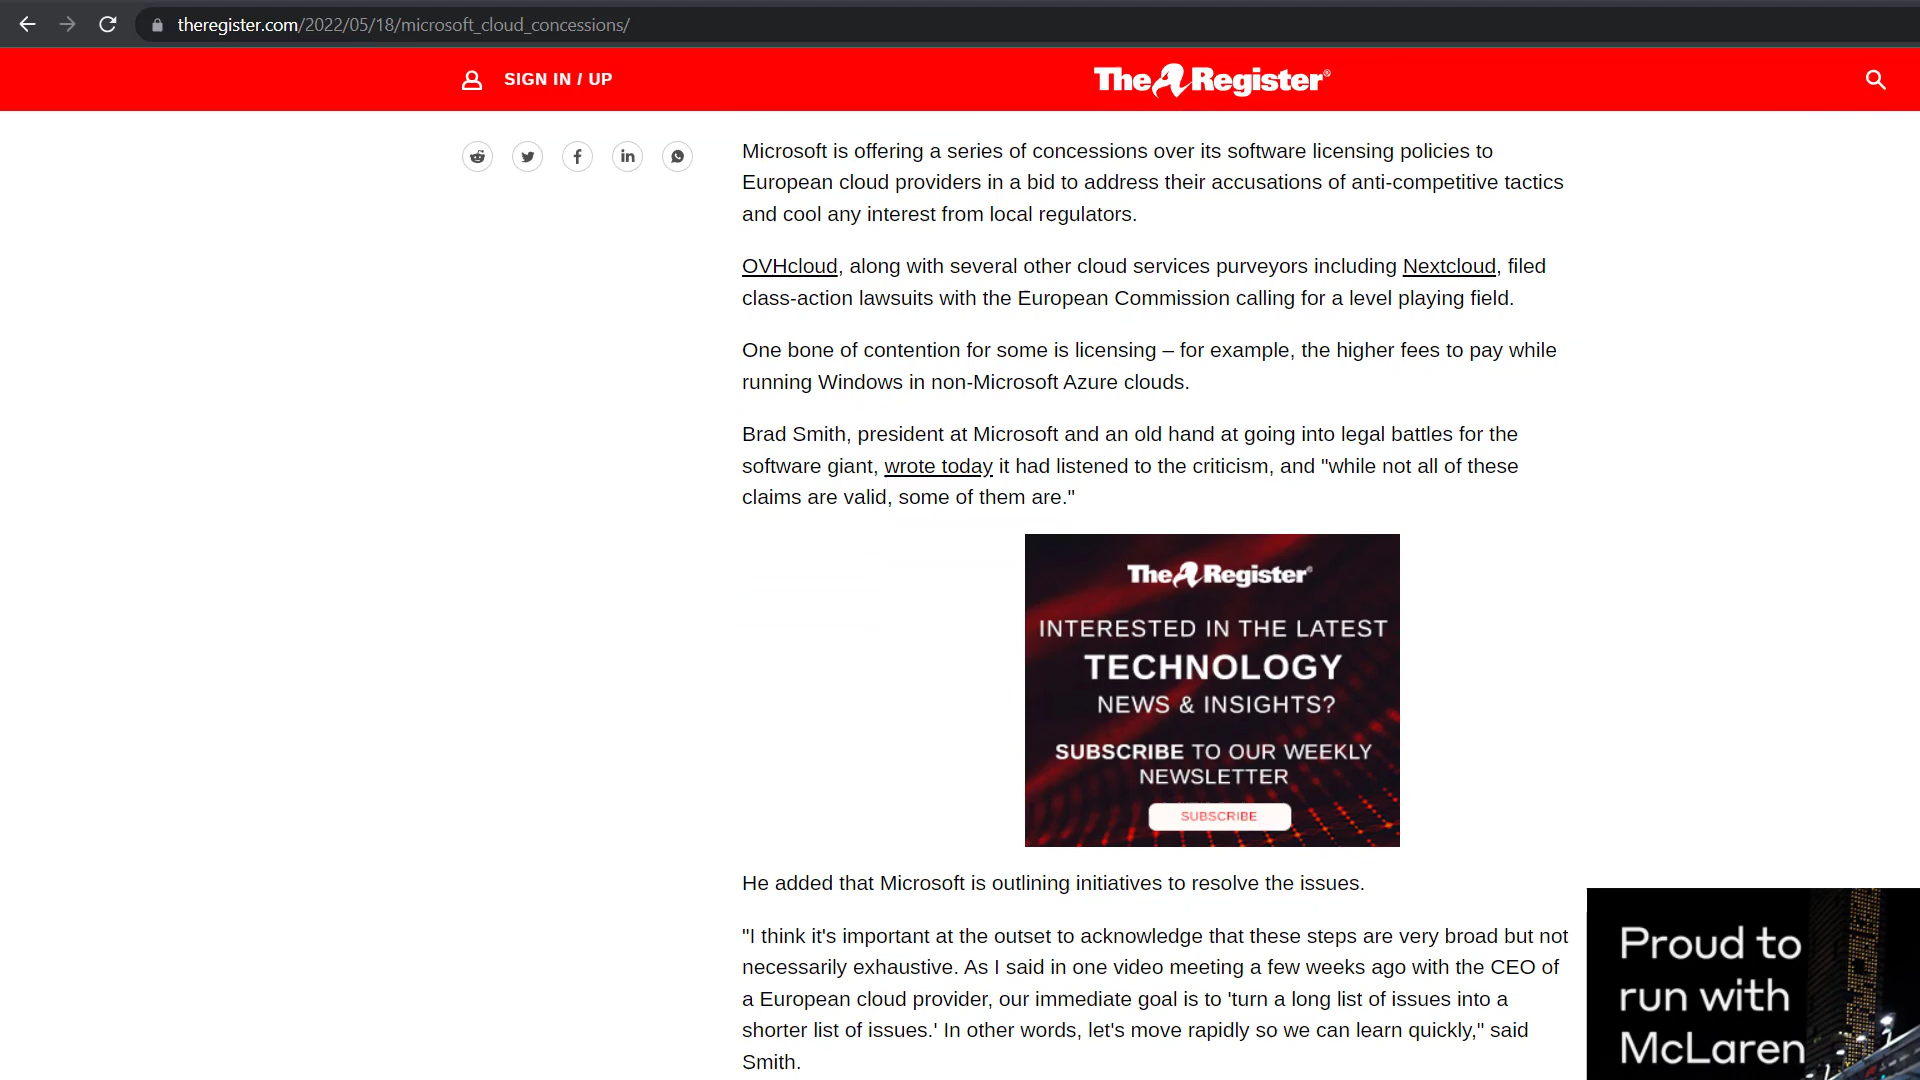 theregister.com/2022/05/18/microsoft_cloud_concessions/
SIGN IN / UP
The Register®
Microsoft is offering a series of concessions over its software licensing policies to
European cloud providers in a bid to address their accusations of anti-competitive tactics
and cool any interest from local regulators.
OVHcloud, along with several other cloud services purveyors including Nextcloud, filed
class-action lawsuits with the European Commission calling for a level playing field.
One bone of contention for some is licensing – for example, the higher fees to pay while
running Windows in non-Microsoft Azure clouds.
Brad Smith, president at Microsoft and an old hand at going into legal battles for the
software giant, wrote today it had listened to the criticism, and "while not all of these
claims are valid, some of them are."
The Register®
INTERESTED IN THE LATEST
TECHNOLOGY
NEWS & INSIGHTS?
SUBSCRIBE TO OUR WEEKLY
NEWSLETTER
SUBSCRIBE
He added that Microsoft is outlining initiatives to resolve the issues.
"I think it's important at the outset to acknowledge that these steps are very broad but not
necessarily exhaustive. As I said in one video meeting a few weeks ago with the CEO of
a European cloud provider, our immediate goal is to 'turn a long list of issues into a
shorter list of issues.' In other words, let's move rapidly so we can learn quickly," said
Smith.
Proud to
run with
McLaren